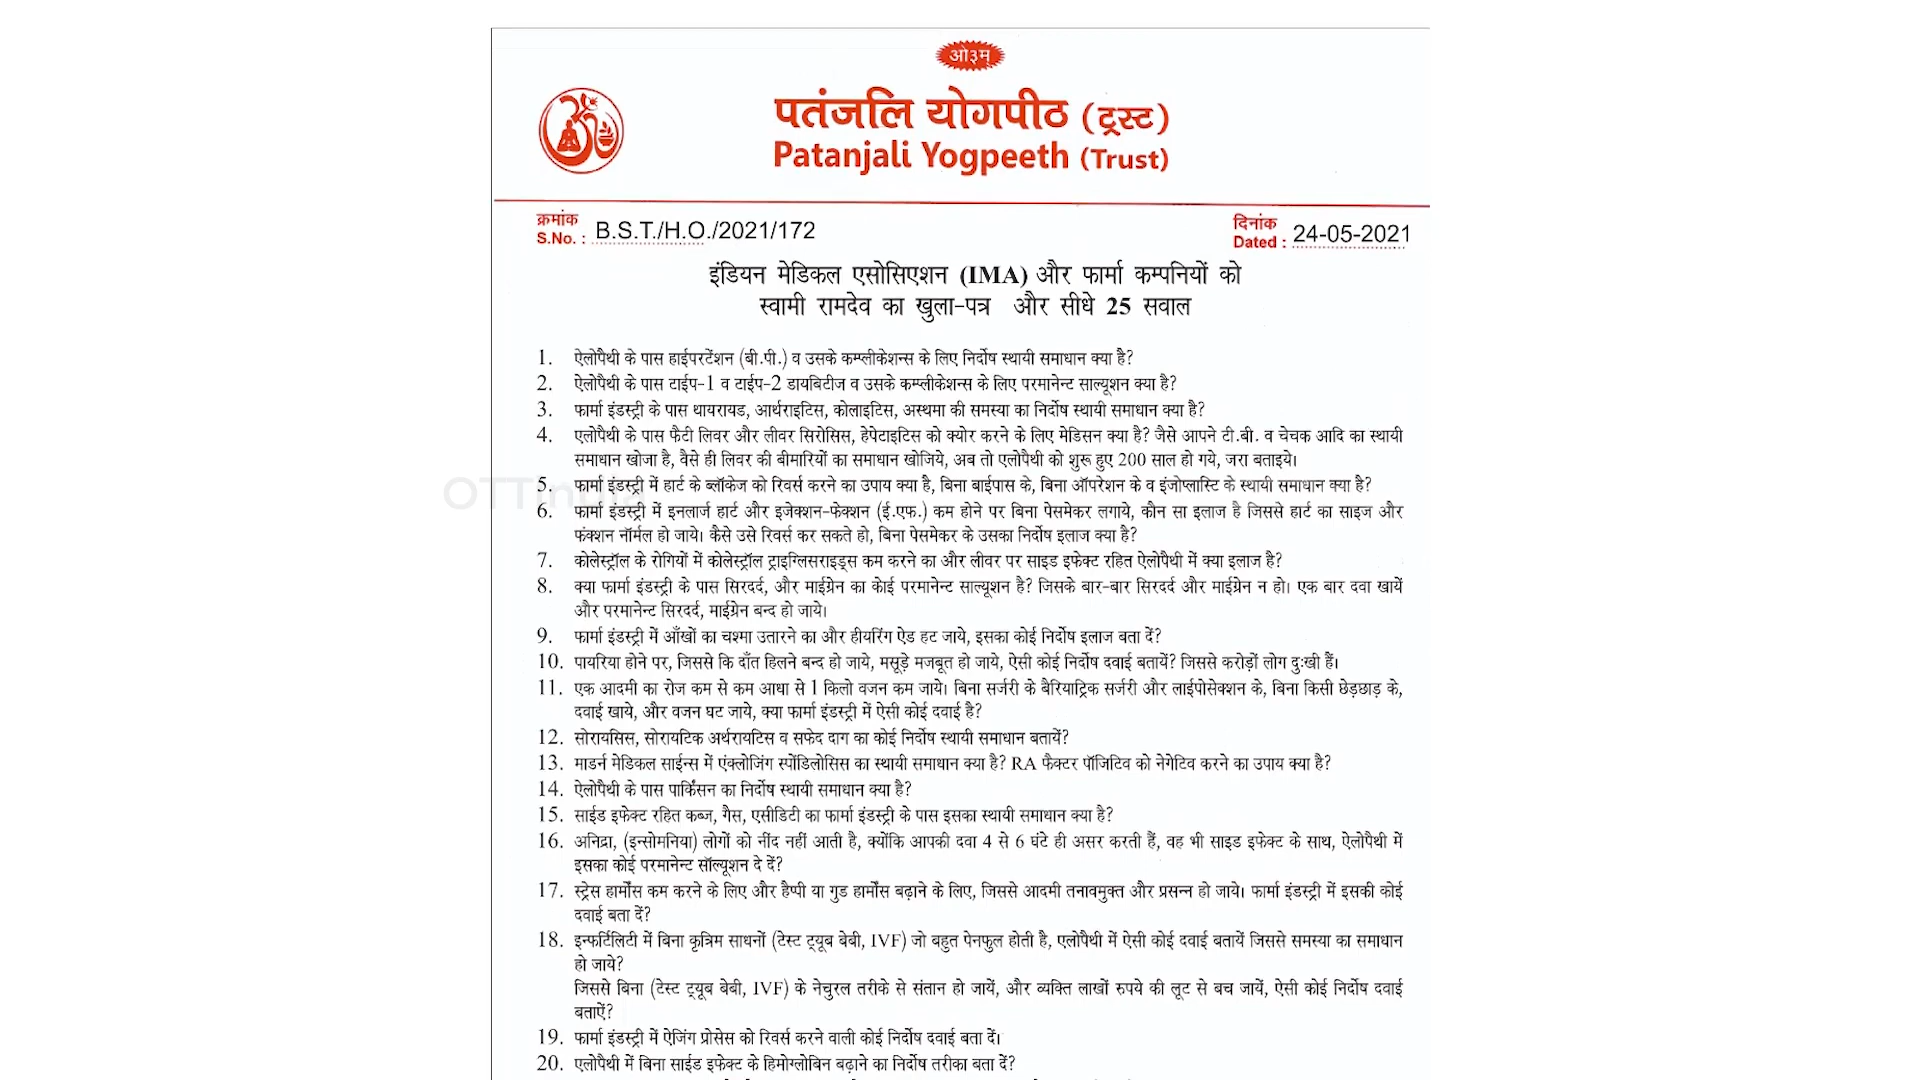 ओ३म्
पतंजलि योगपीठ (ट्रस्ट)
Patanjali Yogpeeth (Trust)
क्रमांक
S.No. : B.S.T./H.O./2021/172
दिनांक
Dated : 24-05-2021
इंडियन मेडिकल एसोसिएशन (IMA) और फार्मा कम्पनियों को
स्वामी रामदेव का खुला-पत्र और सीधे 25 सवाल
1. ऐलोपैथी के पास हाईपरटेंशन (बी.पी.) व उसके कम्प्लीकेशन्स के लिए निर्दोष स्थायी समाधान क्या है?
2. ऐलोपैथी के पास टाईप-1 व टाईप-2 डायबिटीज व उसके कम्प्लीकेशन्स के लिए परमानेन्ट साल्यूशन क्या है?
3. फार्मा इंडस्ट्री के पास थायरायड, आर्थराइटिस, कोलाइटिस, अस्थमा की समस्या का निर्दोष स्थायी समाधान क्या है?
4. एलोपैथी के पास फैटी लिवर और लीवर सिरोसिस, हेपेटाइटिस को क्योर करने के लिए मेडिसन क्या है? जैसे आपने टी.बी. व चेचक आदि का स्थायी
समाधान खोजा है, वैसे ही लिवर की बीमारियों का समाधान खोजिये, अब तो एलोपैथी को शुरू हुए 200 साल हो गये, जरा बताइये।
OTTindia
5. फार्मा इंडस्ट्री में हार्ट के ब्लॉकेज को रिवर्स करने का उपाय क्या है, बिना बाईपास के, बिना ऑपरेशन के व इंजोप्लास्टि के स्थायी समाधान क्या है?
6. फार्मा इंडस्ट्री में इनलार्ज हार्ट और इजेक्शन-फेक्शन (ई.एफ.) कम होने पर बिना पेसमेकर लगाये, कौन सा इलाज है जिससे हार्ट का साइज और
फंक्शन नॉर्मल हो जाये। कैसे उसे रिवर्स कर सकते हो, बिना पेसमेकर के उसका निर्दोष इलाज क्या है?
7. कोलेस्ट्रॉल के रोगियों में कोलेस्ट्रॉल ट्राइग्लिसराइड्स कम करने का और लीवर पर साइड इफेक्ट रहित ऐलोपैथी में क्या इलाज है?
8. क्या फार्मा इंडस्ट्री के पास सिरदर्द, और माईग्रेन का केाई परमानेन्ट साल्यूशन है? जिसके बार-बार सिरदर्द और माईग्रेन न हो। एक बार दवा खायें
और परमानेन्ट सिरदर्द, माईग्रेन बन्द हो जाये।
9. फार्मा इंडस्ट्री में आँखों का चश्मा उतारने का और हीयरिंग ऐड हट जाये, इसका कोई निर्दोष इलाज बता दें?
10. पायरिया होने पर, जिससे कि दाँत हिलने बन्द हो जाये, मसूड़े मजबूत हो जाये, ऐसी कोई निर्दोष दवाई बतायें? जिससे करोड़ों लोग दुःखी हैं।
11. एक आदमी का रोज कम से कम आधा से 1 किलो वजन कम जाये। बिना सर्जरी के बैरियाट्रिक सर्जरी और लाईपोसेक्शन के, बिना किसी छेड़छाड़ के,
दवाई खाये, और वजन घट जाये, क्या फार्मा इंडस्ट्री में ऐसी कोई दवाई है?
12. सोरायसिस, सोरायटिक अर्थरायटिस व सफेद दाग का कोई निर्दोष स्थायी समाधान बतायें?
13. मार्डन मेडिकल साईन्स में एंक्लोजिंग स्पोंडिलोसिस का स्थायी समाधान क्या है? RA फैक्टर पॉजिटिव को नेगेटिव करने का उपाय क्या है?
14. ऐलोपैथी के पास पार्किंसन का निर्दोष स्थायी समाधान क्या है?
15. साईड इफेक्ट रहित कब्ज, गैस, एसीडिटी का फार्मा इंडस्ट्री के पास इसका स्थायी समाधान क्या है?
16. अनिद्रा, (इन्सोमनिया) लोगों को नींद नहीं आती है, क्योंकि आपकी दवा 4 से 6 घंटे ही असर करती हैं, वह भी साइड इफेक्ट के साथ, ऐलोपैथी में
इसका कोई परमानेन्ट सॉल्यूशन दे दें?
17. स्ट्रेस हार्मोंस कम करने के लिए और हैप्पी या गुड हार्मोंस बढ़ाने के लिए, जिससे आदमी तनावमुक्त और प्रसन्न हो जाये। फार्मा इंडस्ट्री में इसकी कोई
दवाई बता दें?
18. इन्फर्टिलिटी में बिना कृत्रिम साधनों (टेस्ट ट्यूब बेबी, IVF) जो बहुत पेनफुल होती है, एलोपैथी में ऐसी कोई दवाई बतायें जिससे समस्या का समाधान
हो जाये?
जिससे बिना (टेस्ट ट्यूब बेबी, IVF) के नेचुरल तरीके से संतान हो जायें, और व्यक्ति लाखों रुपये की लूट से बच जायें, ऐसी कोई निर्दोष दवाई
बताऐं?
19. फार्मा इंडस्ट्री में ऐजिंग प्रोसेस को रिवर्स करने वाली कोई निर्दोष दवाई बता दें।
20. एलोपैथी में बिना साईड इफेक्ट के हिमोग्लोबिन बढ़ाने का निर्दोष तरीका बता दें?